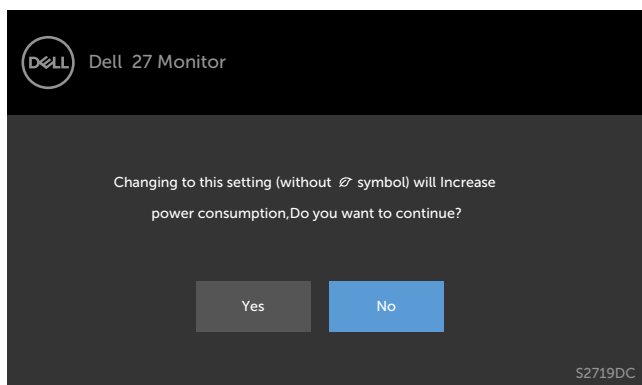 DELL
Dell 27 Monitor
Changing to this setting (without symbol) will Increase
power consumption,Do you want to continue?
Yes
No
S2719DC